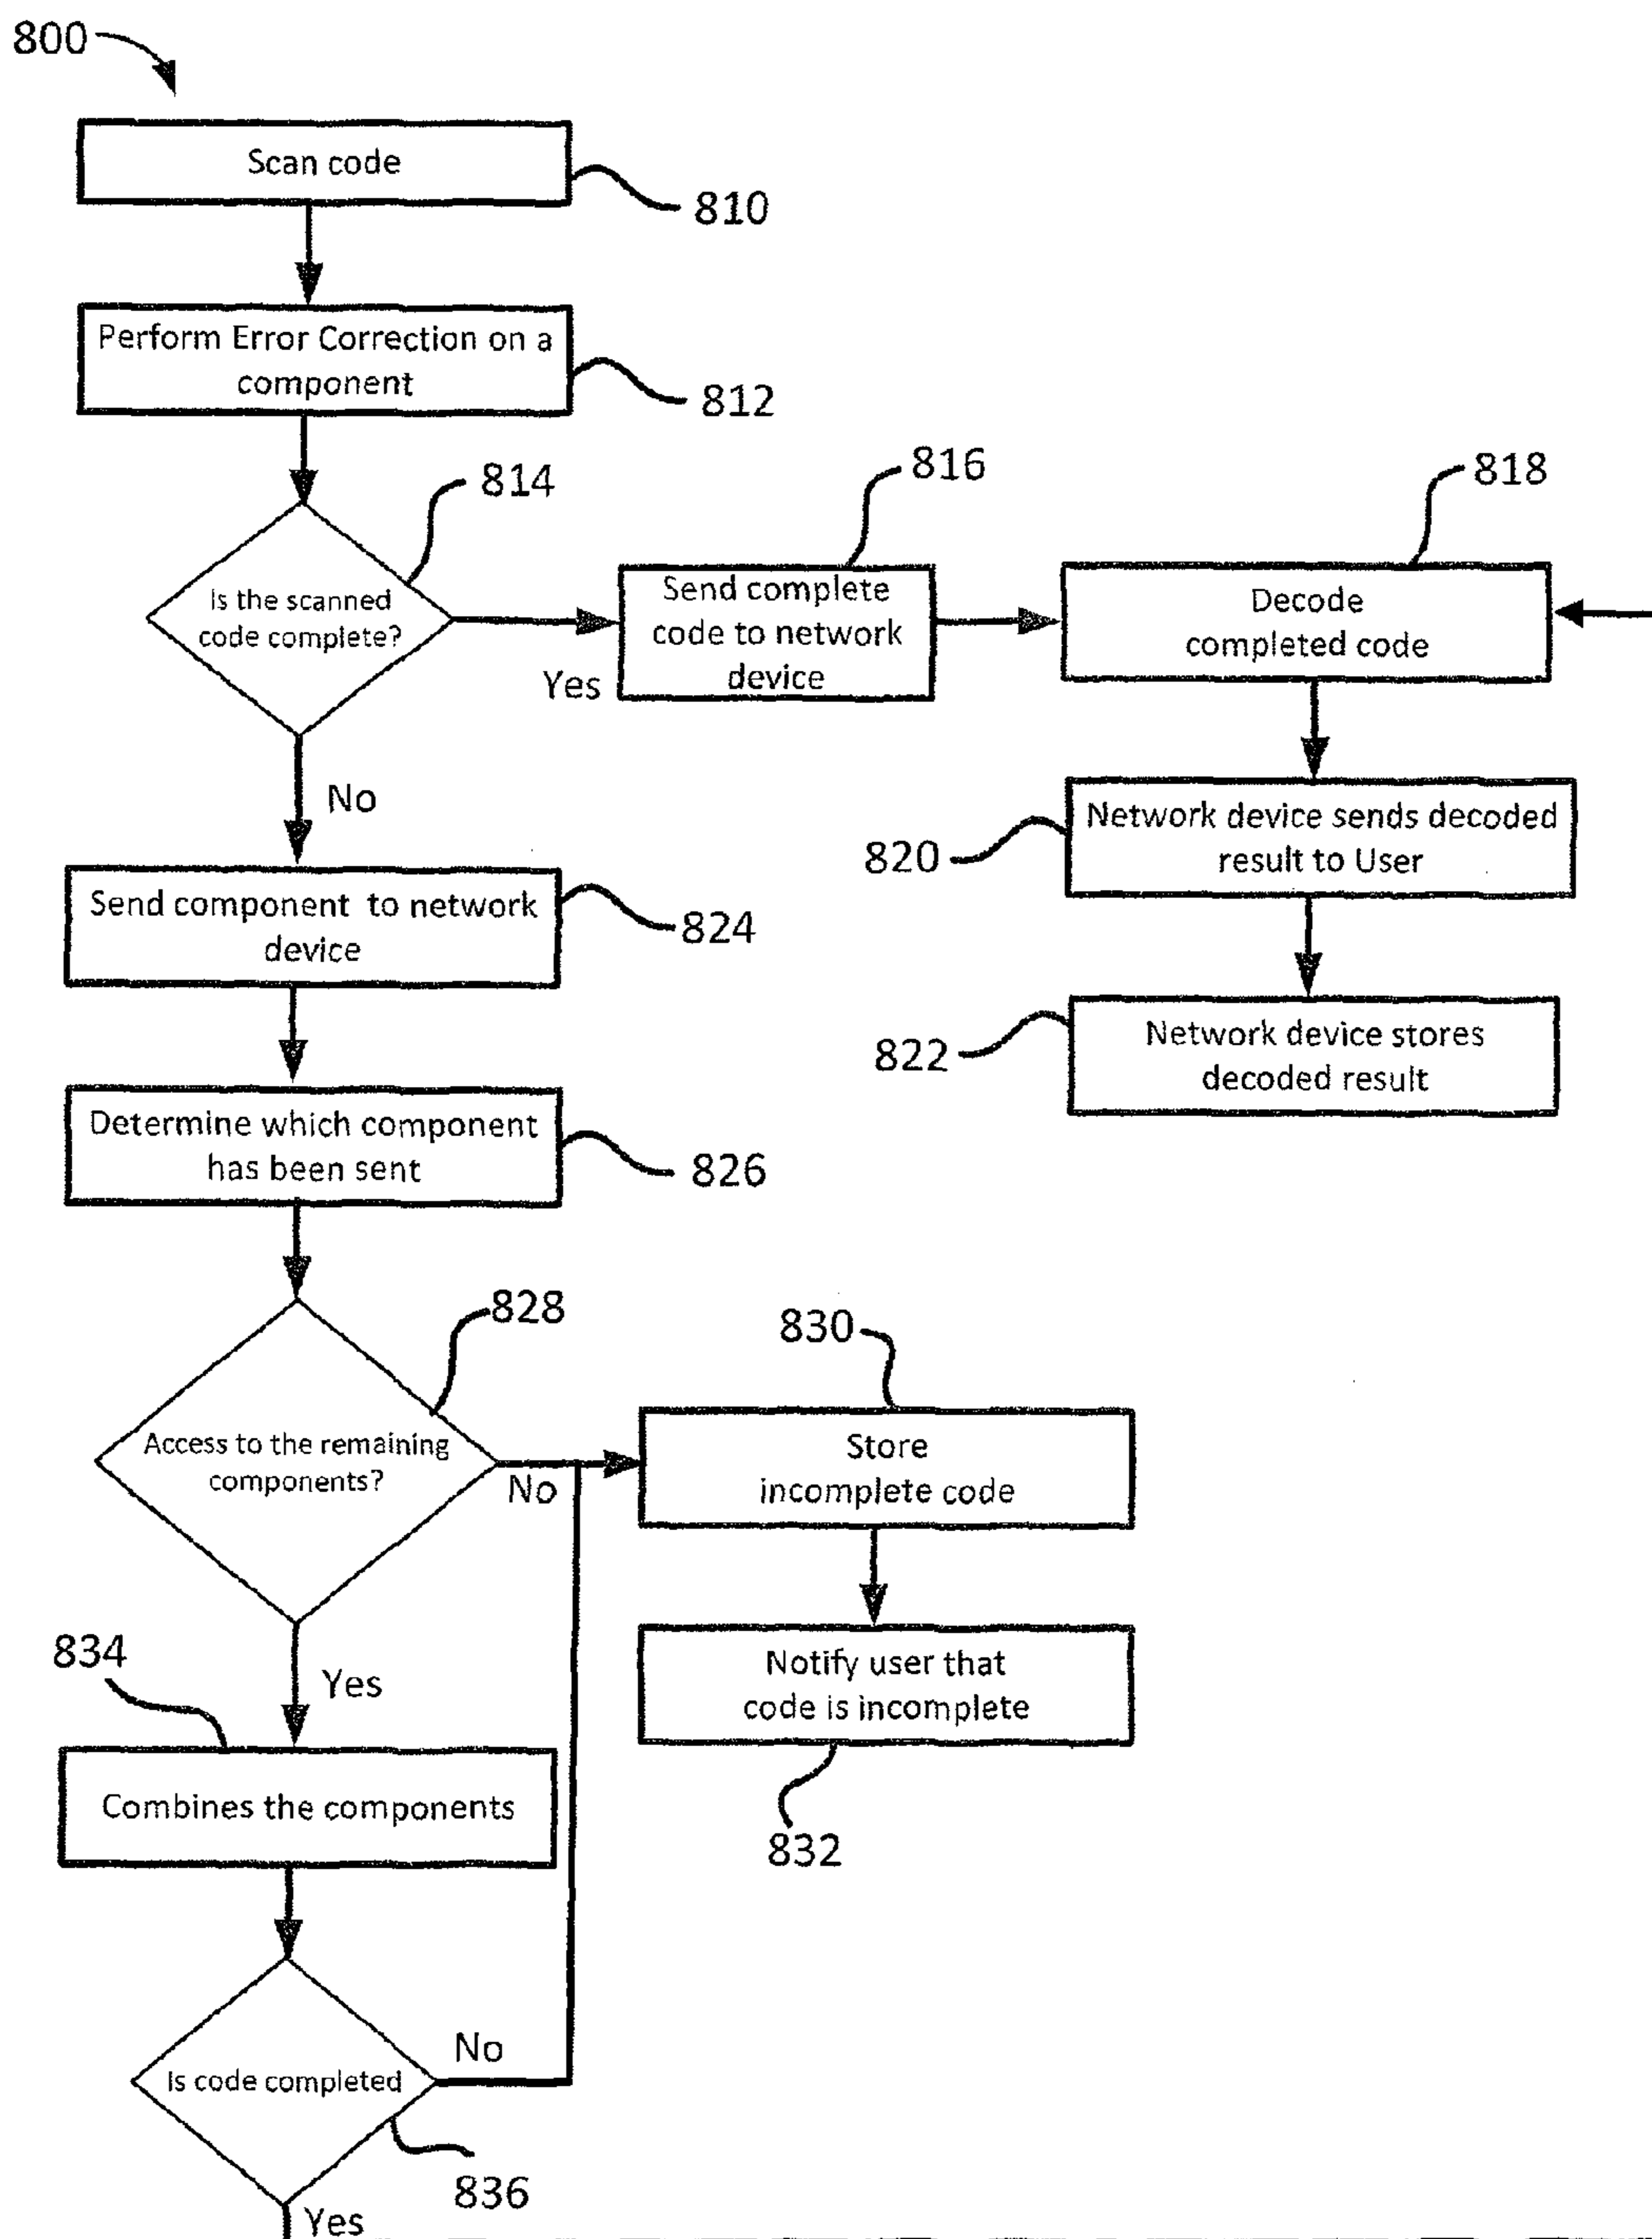 800
Scan code
810
Perform Error Correction on a
component
812
814
Is the scanned
code complete?
Yes
816
Send complete
code to network
device
818
Decode
completed code
No
820
Network device sends decoded
result to User
Send component to network
device
824
822
Network device stores
decoded result
Determine which component
has been sent
826
828
Access to the remaining
components?
No
830
Store
incomplete code
Notify user that
code is incomplete
832
834
Yes
Combines the components
Is code completed
No
836
Yes